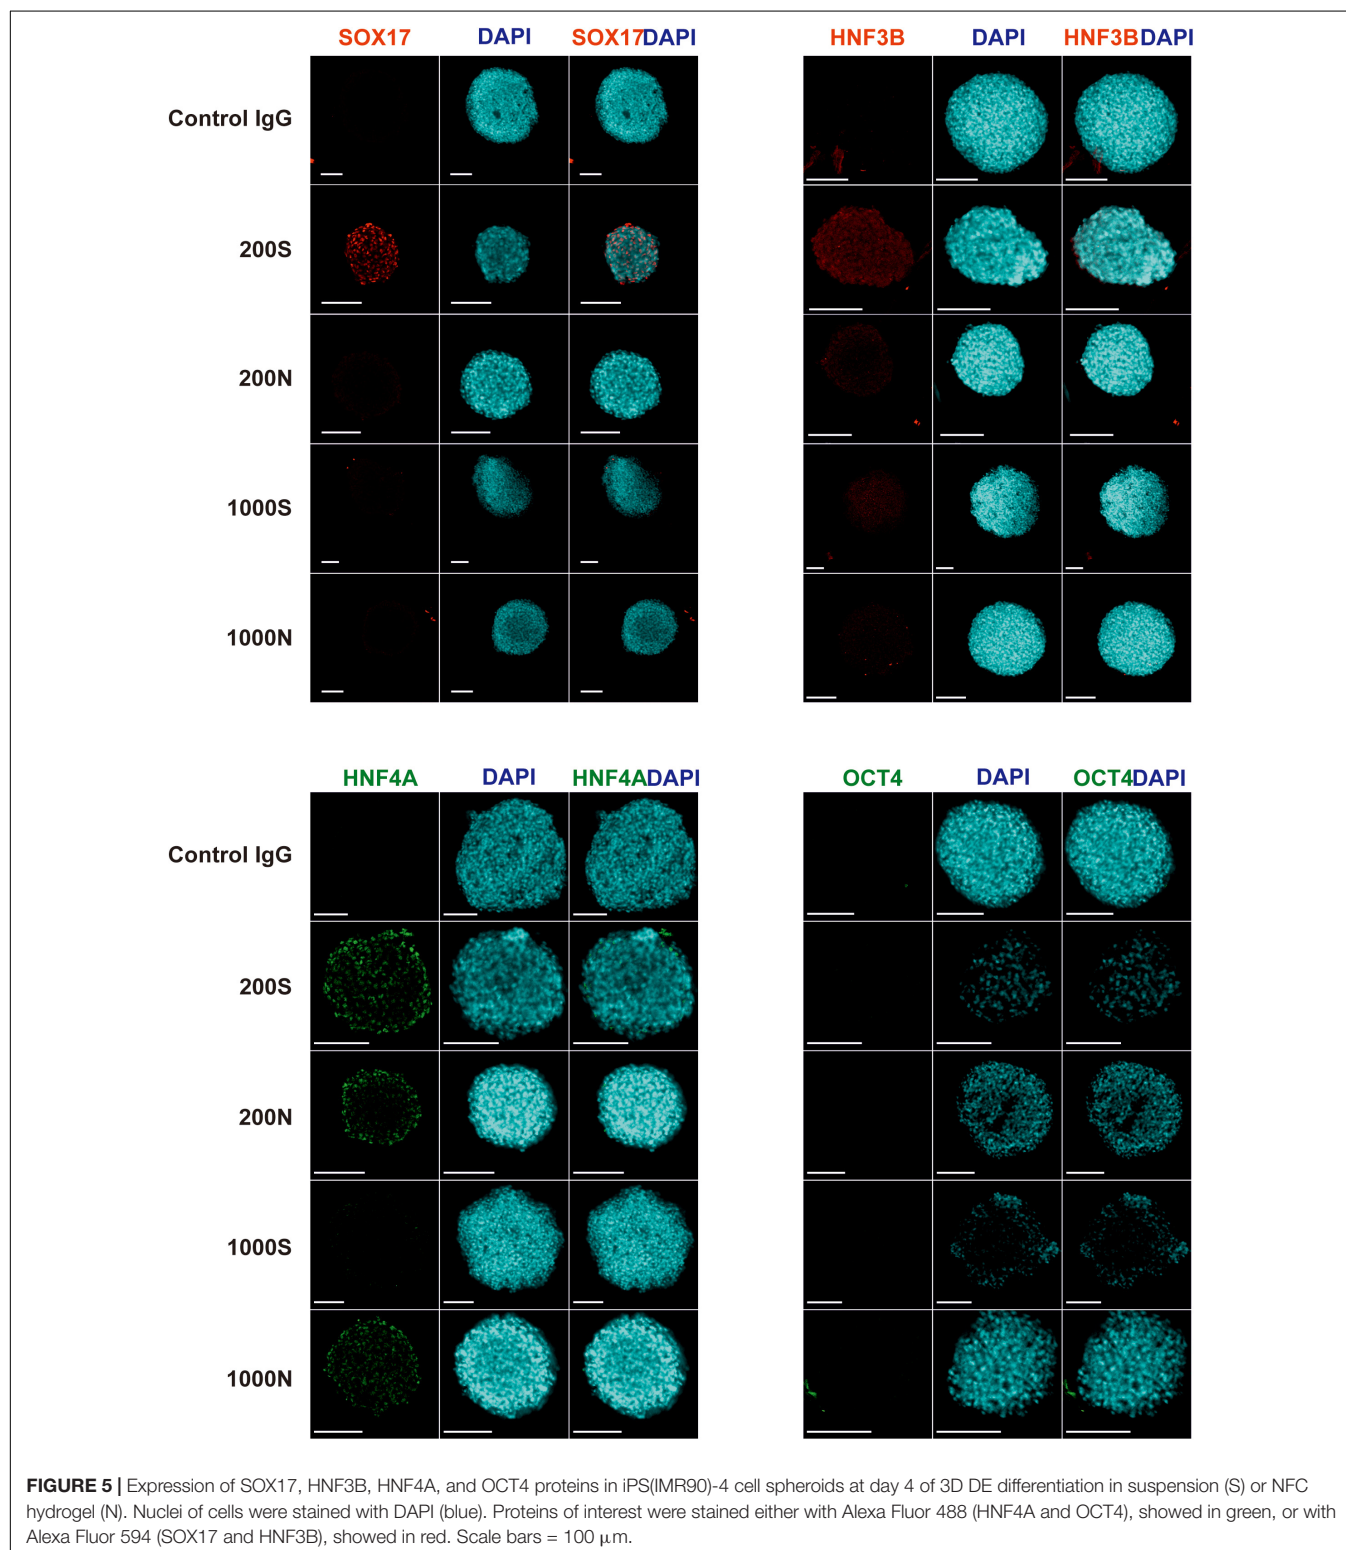 SOX17 DAPI SOX17DAPI HNF3B DAPI HNF3BDAPI
Control IgG
200S
200N
1000S
1000N
HNF4A DAPI HNF4ADAPI OCT4 DAPI OCT4DAPI
Control IgG
200S
200N
1000S
1000N
FIGURE 5 | Expression of SOX17, HNF3B, HNF4A, and OCT4 proteins in iPS(IMR90)-4 cell spheroids at day 4 of 3D DE differentiation in suspension (S) or NFC
hydrogel (N). Nuclei of cells were stained with DAPI (blue). Proteins of interest were stained either with Alexa Fluor 488 (HNF4A and OCT4), showed in green, or with
Alexa Fluor 594 (SOX17 and HNF3B), showed in red. Scale bars = 100 μm.